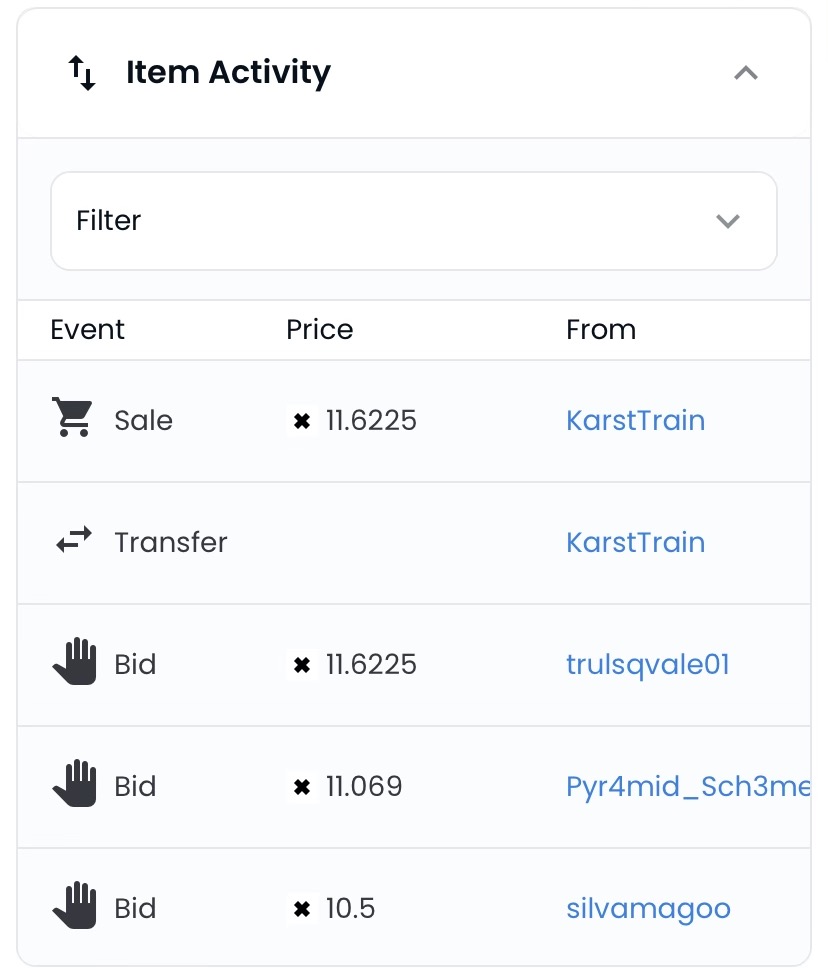 Item Activity
Filter
Event Price From
Sale 11.6225 KarstTrain
Transfer KarstTrain
Bid 11.6225 trulsqvale01
Bid 11.069 Pyr4mid_Sch3me
Bid 10.5 silvamagoo